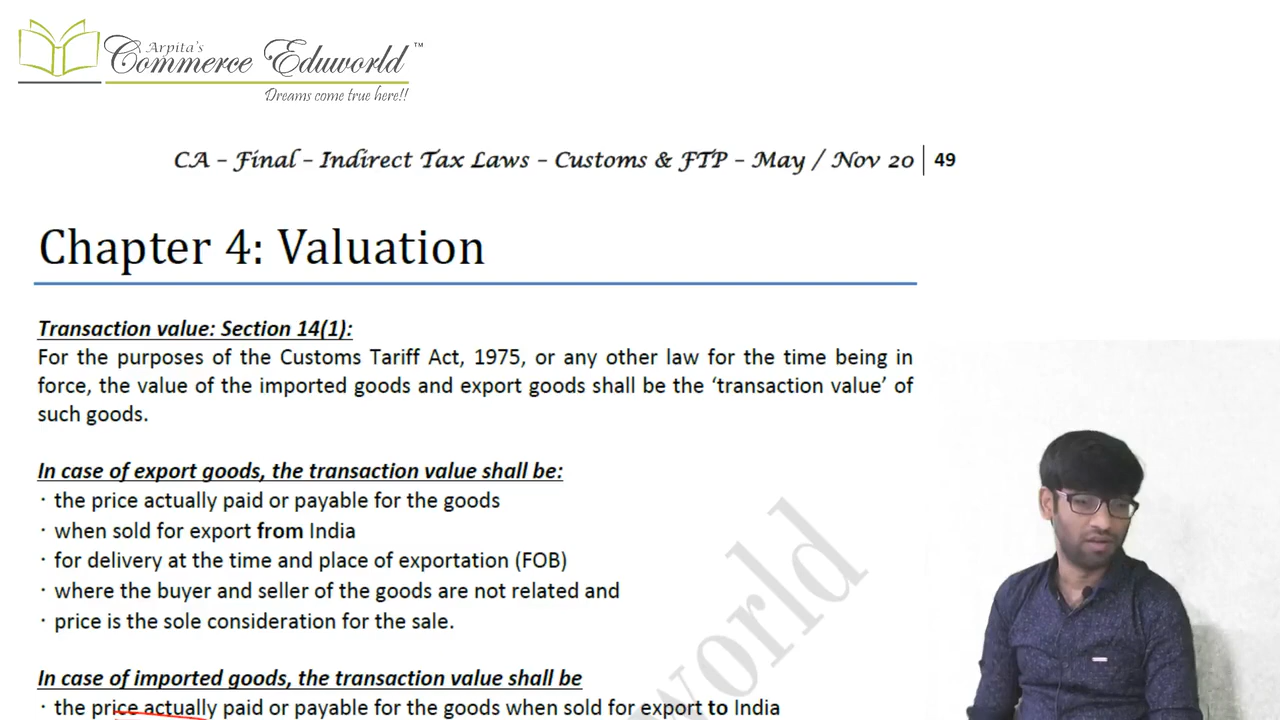 Arpita's
Commerce Eduworld™
Dreams come true here!!
CA – Final – Indirect Tax Laws – Customs & FTP – May / Nov 20 | 49
Chapter 4: Valuation
Transaction value: Section 14(1):
For the purposes of the Customs Tariff Act, 1975, or any other law for the time being in
force, the value of the imported goods and export goods shall be the ‘transaction value’ of
such goods.
In case of export goods, the transaction value shall be:
· the price actually paid or payable for the goods
· when sold for export from India
· for delivery at the time and place of exportation (FOB)
· where the buyer and seller of the goods are not related and
· price is the sole consideration for the sale.
In case of imported goods, the transaction value shall be
· the price actually paid or payable for the goods when sold for export to India
world